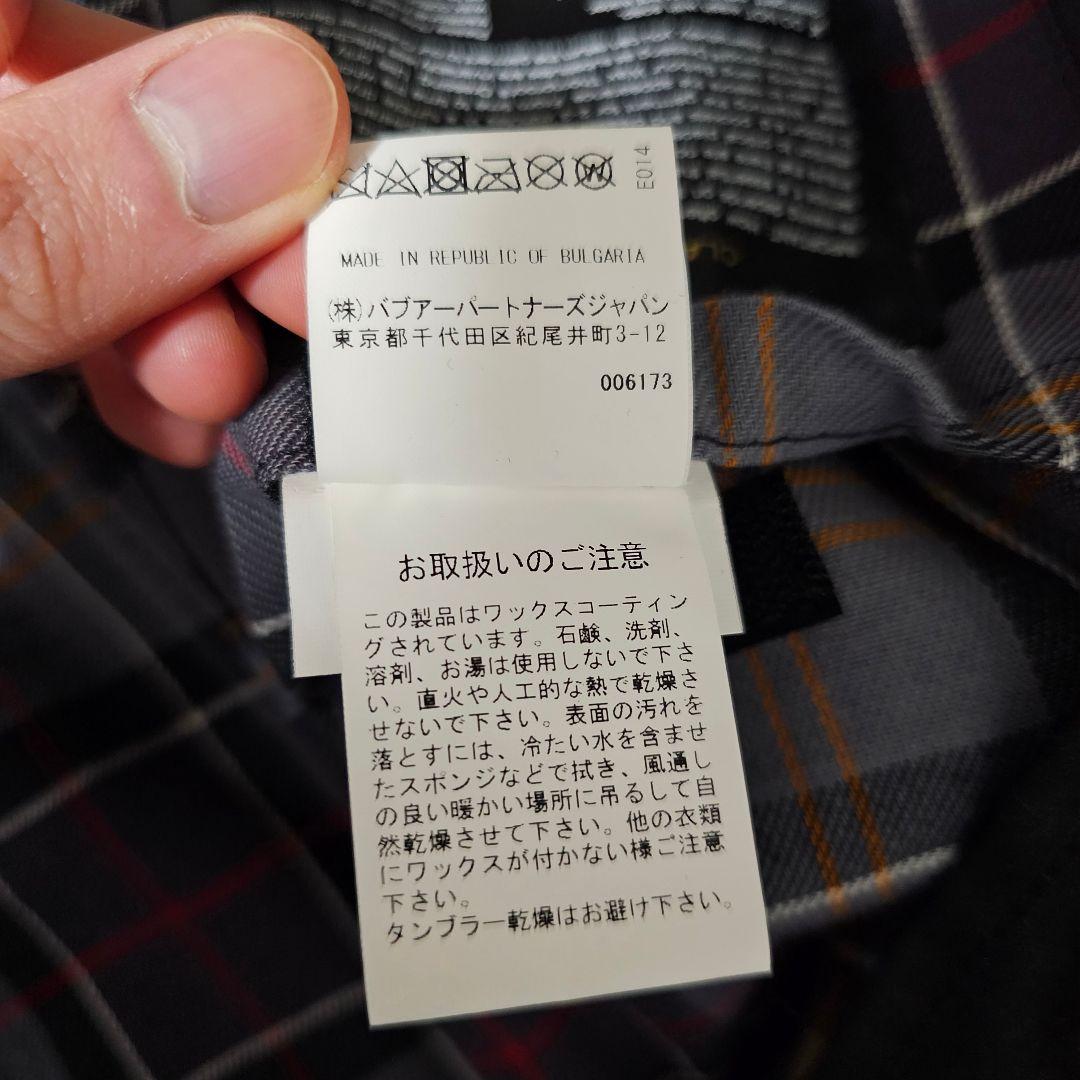 E014
MADE IN REPUBLIC OF BULGARIA
(株)バブアーパートナーズジャパン
東京都千代田区紀尾井町3-12
006173
お取扱いのご注意
この製品はワックスコーティン
グされています。石鹸、洗剤、
溶剤、お湯は使用しないで下さ
い。直火や人工的な熱で乾燥さ
せないで下さい。表面の汚れを
落とすには、冷たい水を含ませ
たスポンジなどで拭き、風通し
の良い暖かい場所に吊るして自
然乾燥させて下さい。他の衣類
にワックスが付かない様ご注意
下さい。
タンブラー乾燥はお避け下さい。